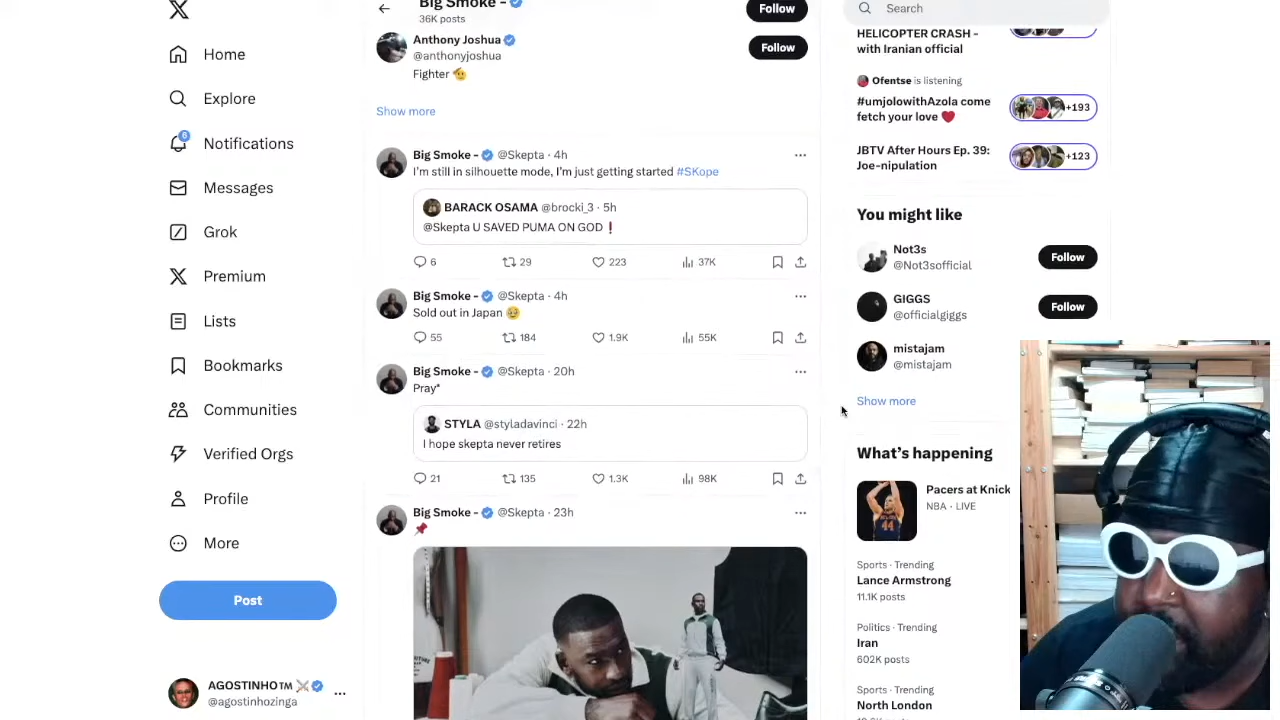 Home
Explore
6
Notifications
Messages
Grok
Premium
Lists
Bookmarks
Communities
Verified Orgs
Profile
More
Post
AGOSTINHO™
@agostinhozinga
Big Smoke -
36K posts
Follow
Anthony Joshua
@anthonyjoshua
Fighter
Follow
Show more
Big Smoke - @Skepta · 4h
I'm still in silhouette mode, I'm just getting started #SKope
BARACK OSAMA @brocki_3 · 5h
@Skepta U SAVED PUMA ON GOD❗
6 29 223 37K
Big Smoke - @Skepta · 4h
Sold out in Japan 🥹
55 184 1.9K 55K
Big Smoke - @Skepta · 20h
Pray*
STYLA @styladavinci · 22h
I hope skepta never retires
21 135 1.3K 98K
Big Smoke - @Skepta · 23h
📌
Search
HELICOPTER CRASH -
with Iranian official
Ofentse is listening
#umjolowithAzola come
fetch your love ❤️
+193
JBTV After Hours Ep. 39:
Joe-nipulation
+123
You might like
Not3s
@Not3sofficial
Follow
GIGGS
@officialgiggs
Follow
mistajam
@mistajam
Show more
What's happening
Pacers at Knick
NBA · LIVE
Sports · Trending
Lance Armstrong
11.1K posts
Politics · Trending
Iran
602K posts
Sports · Trending
North London